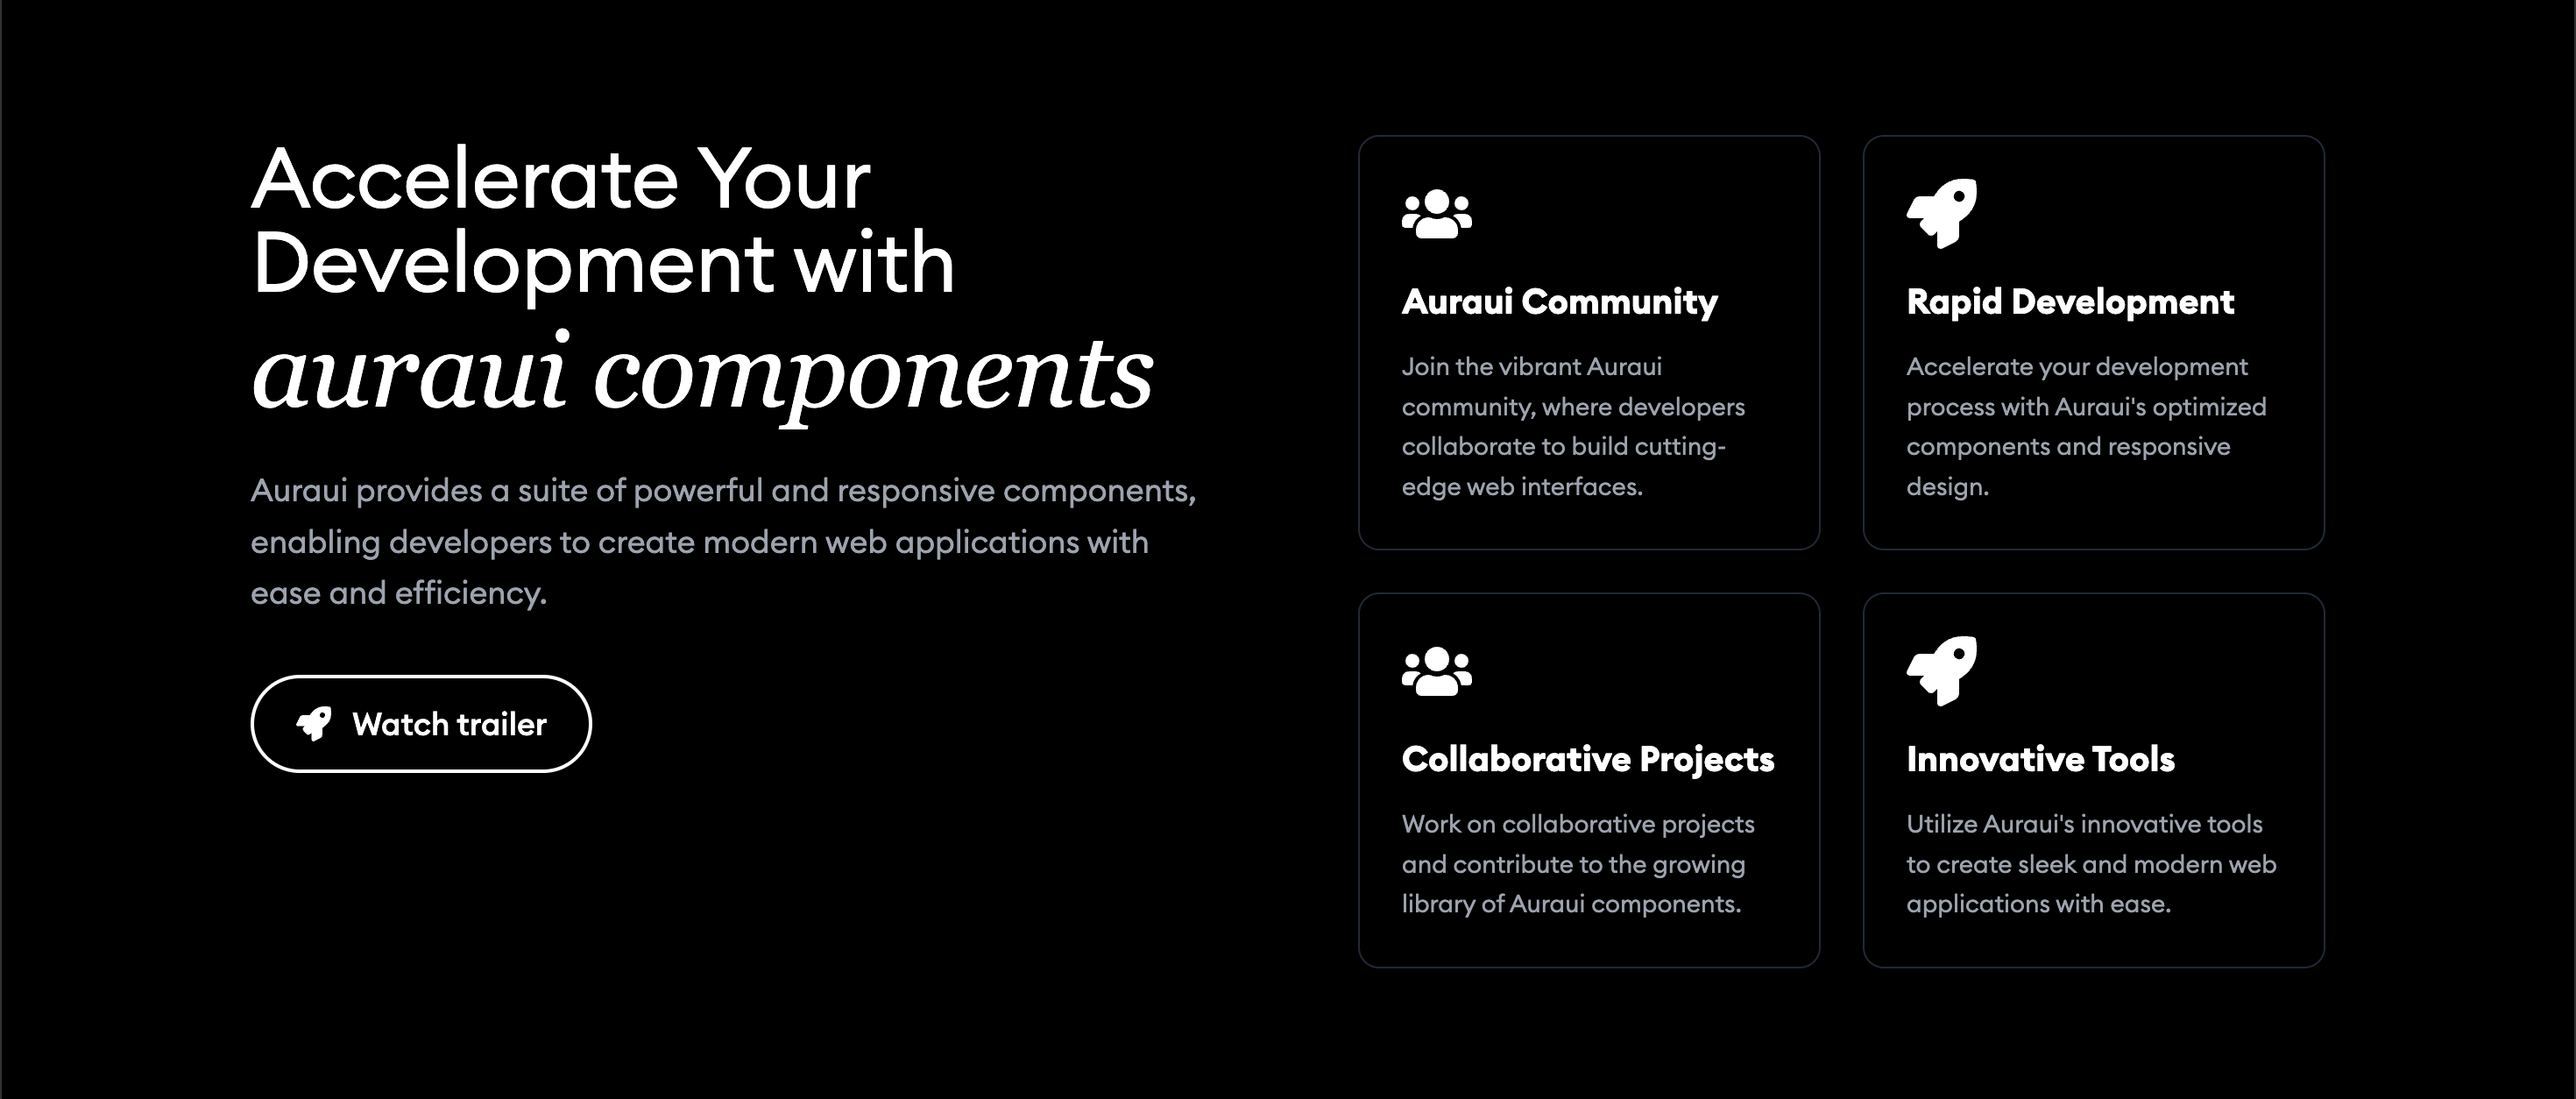 Accelerate Your
Development with
auraui components
Auraui provides a suite of powerful and responsive components,
enabling developers to create modern web applications with
ease and efficiency.
Watch trailer
Auraui Community
Join the vibrant Auraui
community, where developers
collaborate to build cutting-
edge web interfaces.
Rapid Development
Accelerate your development
process with Auraui's optimized
components and responsive
design.
Collaborative Projects
Work on collaborative projects
and contribute to the growing
library of Auraui components.
Innovative Tools
Utilize Auraui's innovative tools
to create sleek and modern web
applications with ease.